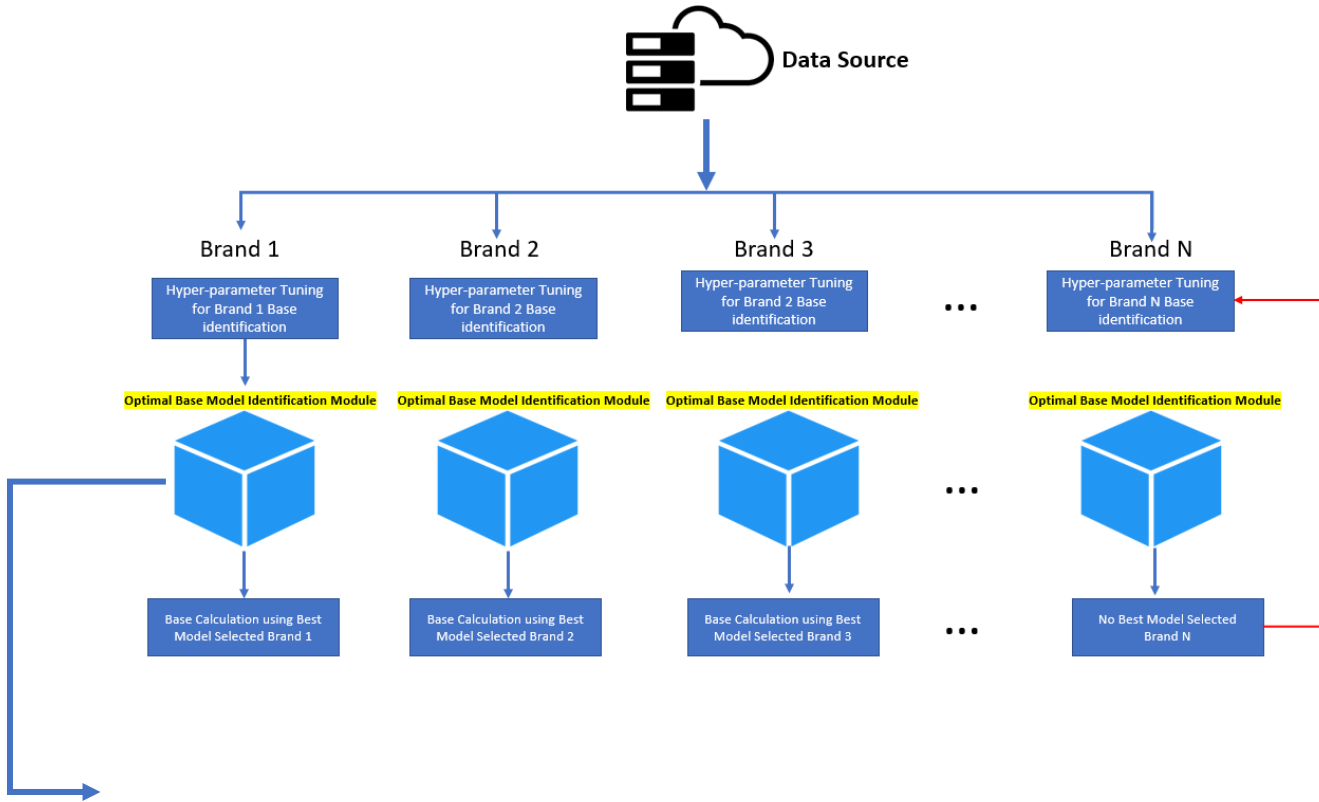 Data Source
Brand 1
Brand 2
Brand 3
Brand N
Hyper-parameter Tuning
for Brand 1 Base
identification
Hyper-parameter Tuning
for Brand 2 Base
identification
Hyper-parameter Tuning
for Brand 2 Base
identification
...
Hyper-parameter Tuning
for Brand N Base
identification
Optimal Base Model Identification Module
Optimal Base Model Identification Module
Optimal Base Model Identification Module
Optimal Base Model Identification Module
...
Base Calculation using Best
Model Selected Brand 1
Base Calculation using Best
Model Selected Brand 2
Base Calculation using Best
Model Selected Brand 3
...
No Best Model Selected
Brand N